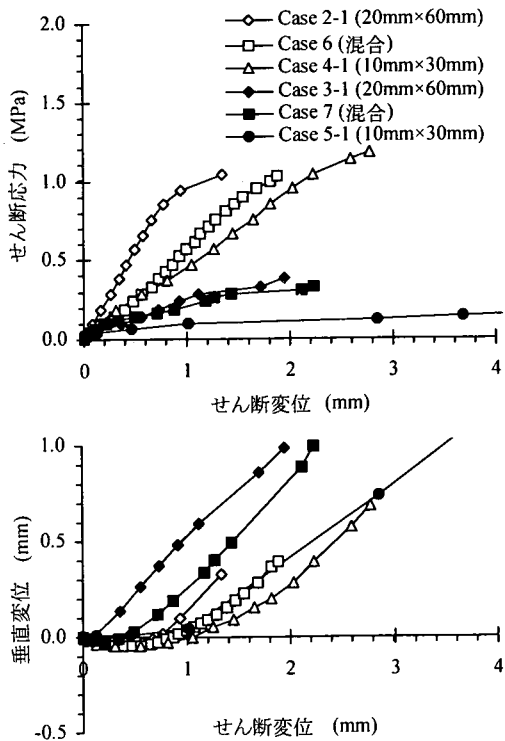 2.0
1.5
1.0
0.5
0.0
せん断応力 (MPa)
Case 2-1 (20mm×60mm)
Case 6 (混合)
Case 4-1 (10mm×30mm)
Case 3-1 (20mm×60mm)
Case 7 (混合)
Case 5-1 (10mm×30mm)
0 1 2 3 4
せん断変位 (mm)
1.0
0.5
0.0
-0.5
垂直変位 (mm)
0 1 2 3 4
せん断変位 (mm)